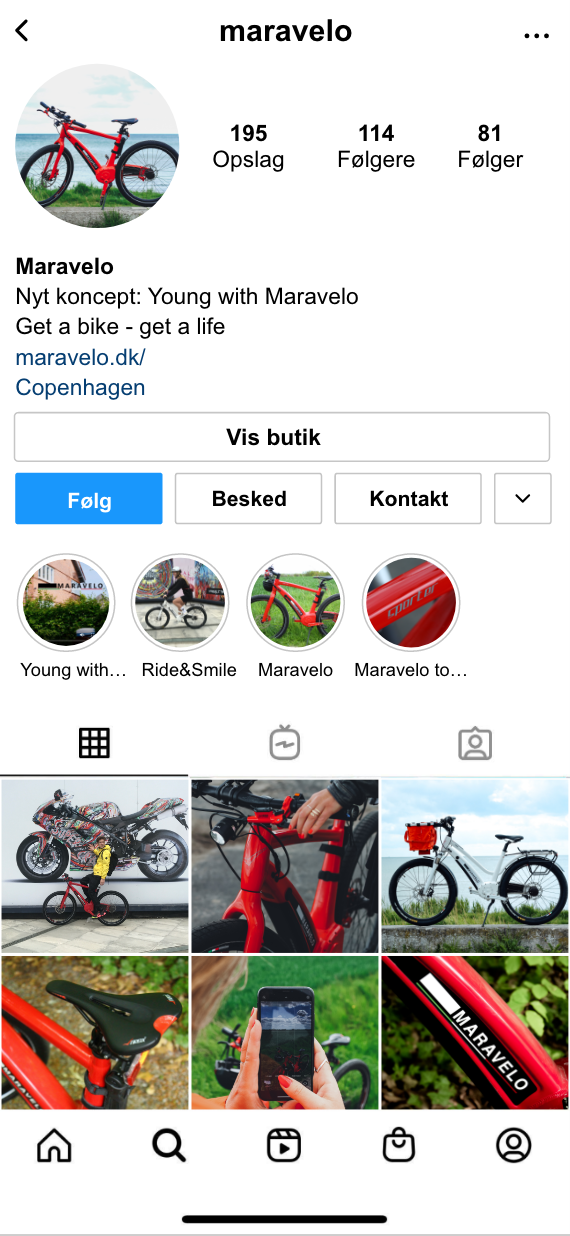 maravelo
195
Opslag
114
Følgere
81
Følger
Maravelo
Nyt koncept: Young with Maravelo
Get a bike - get a life
maravelo.dk/
Copenhagen
Vis butik
Følg
Besked
Kontakt
MARAVELO
sporter
Young with…
Ride&Smile
Maravelo
Maravelo to…
MARAVELO